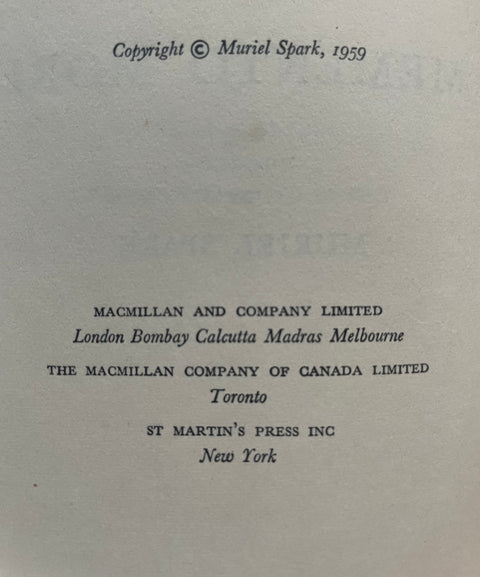 Copyright © Muriel Spark, 1959
MACMILLAN AND COMPANY LIMITED
London Bombay Calcutta Madras Melbourne
THE MACMILLAN COMPANY OF CANADA LIMITED
Toronto
ST MARTIN'S PRESS INC
New York